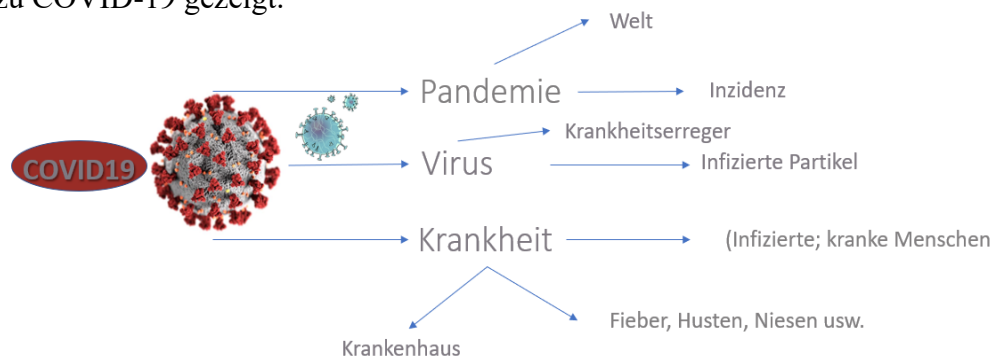 zu COVID-19 gezeigt.
Welt
Pandemie
Inzidenz
Krankheitserreger
COVID19
Virus
Infizierte Partikel
Krankheit
(Infizierte; kranke Menschen
Fieber, Husten, Niesen usw.
Krankenhaus